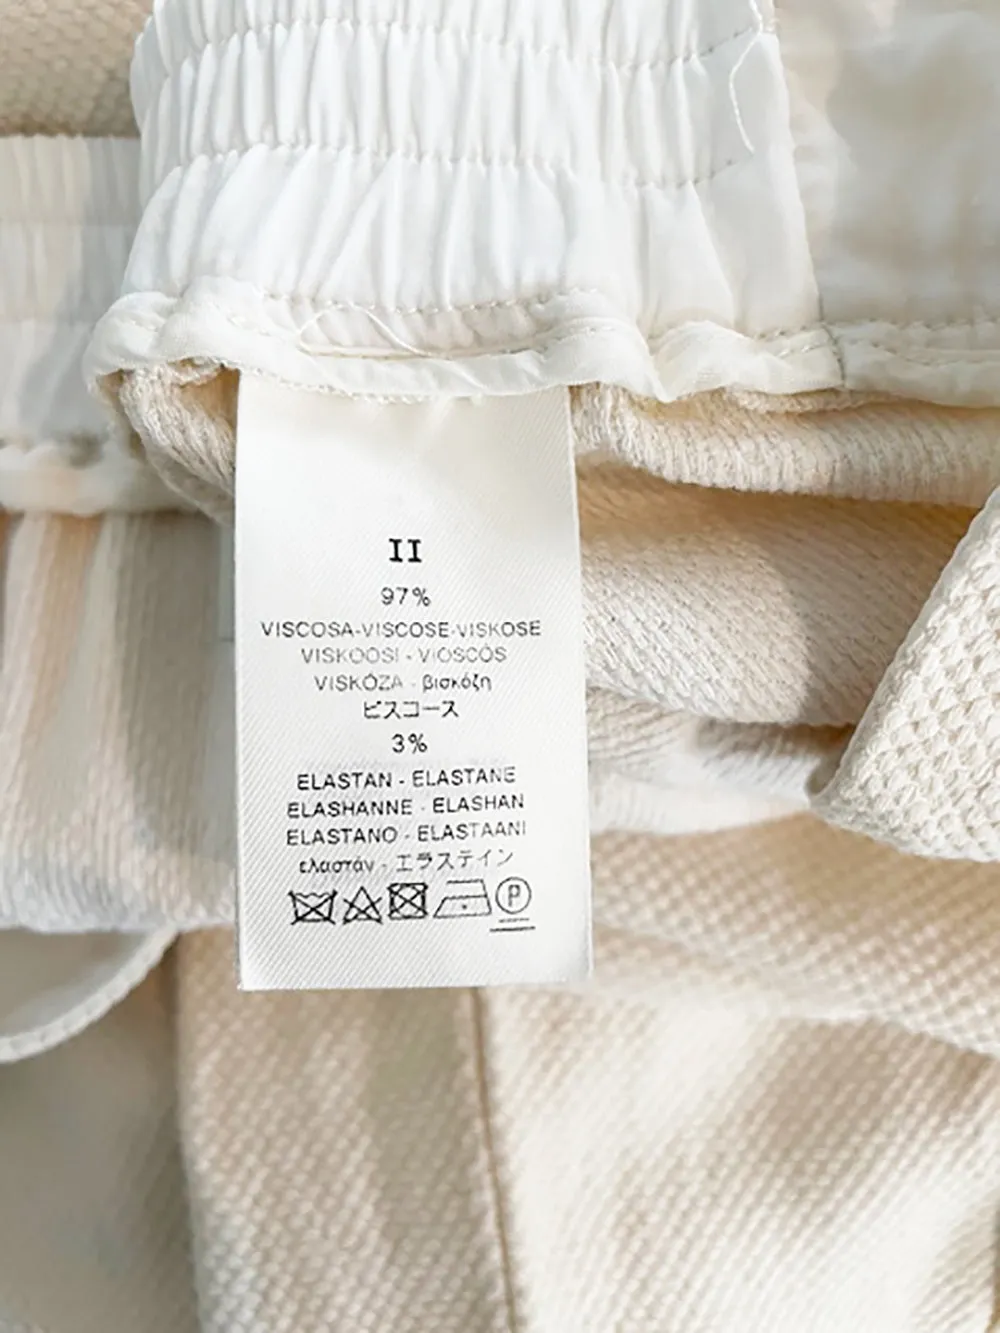 II
97%
VISCOSA-VISCOSE-VISKOSE
VISKOOSI - VIOSCÓS
VISKÓZA - βισκόζη
ビスコース
3%
ELASTAN - ELASTANE
ELASHANNE - ELASHAN
ELASTANO - ELASTAANI
ελαστάν - エラステイン
P